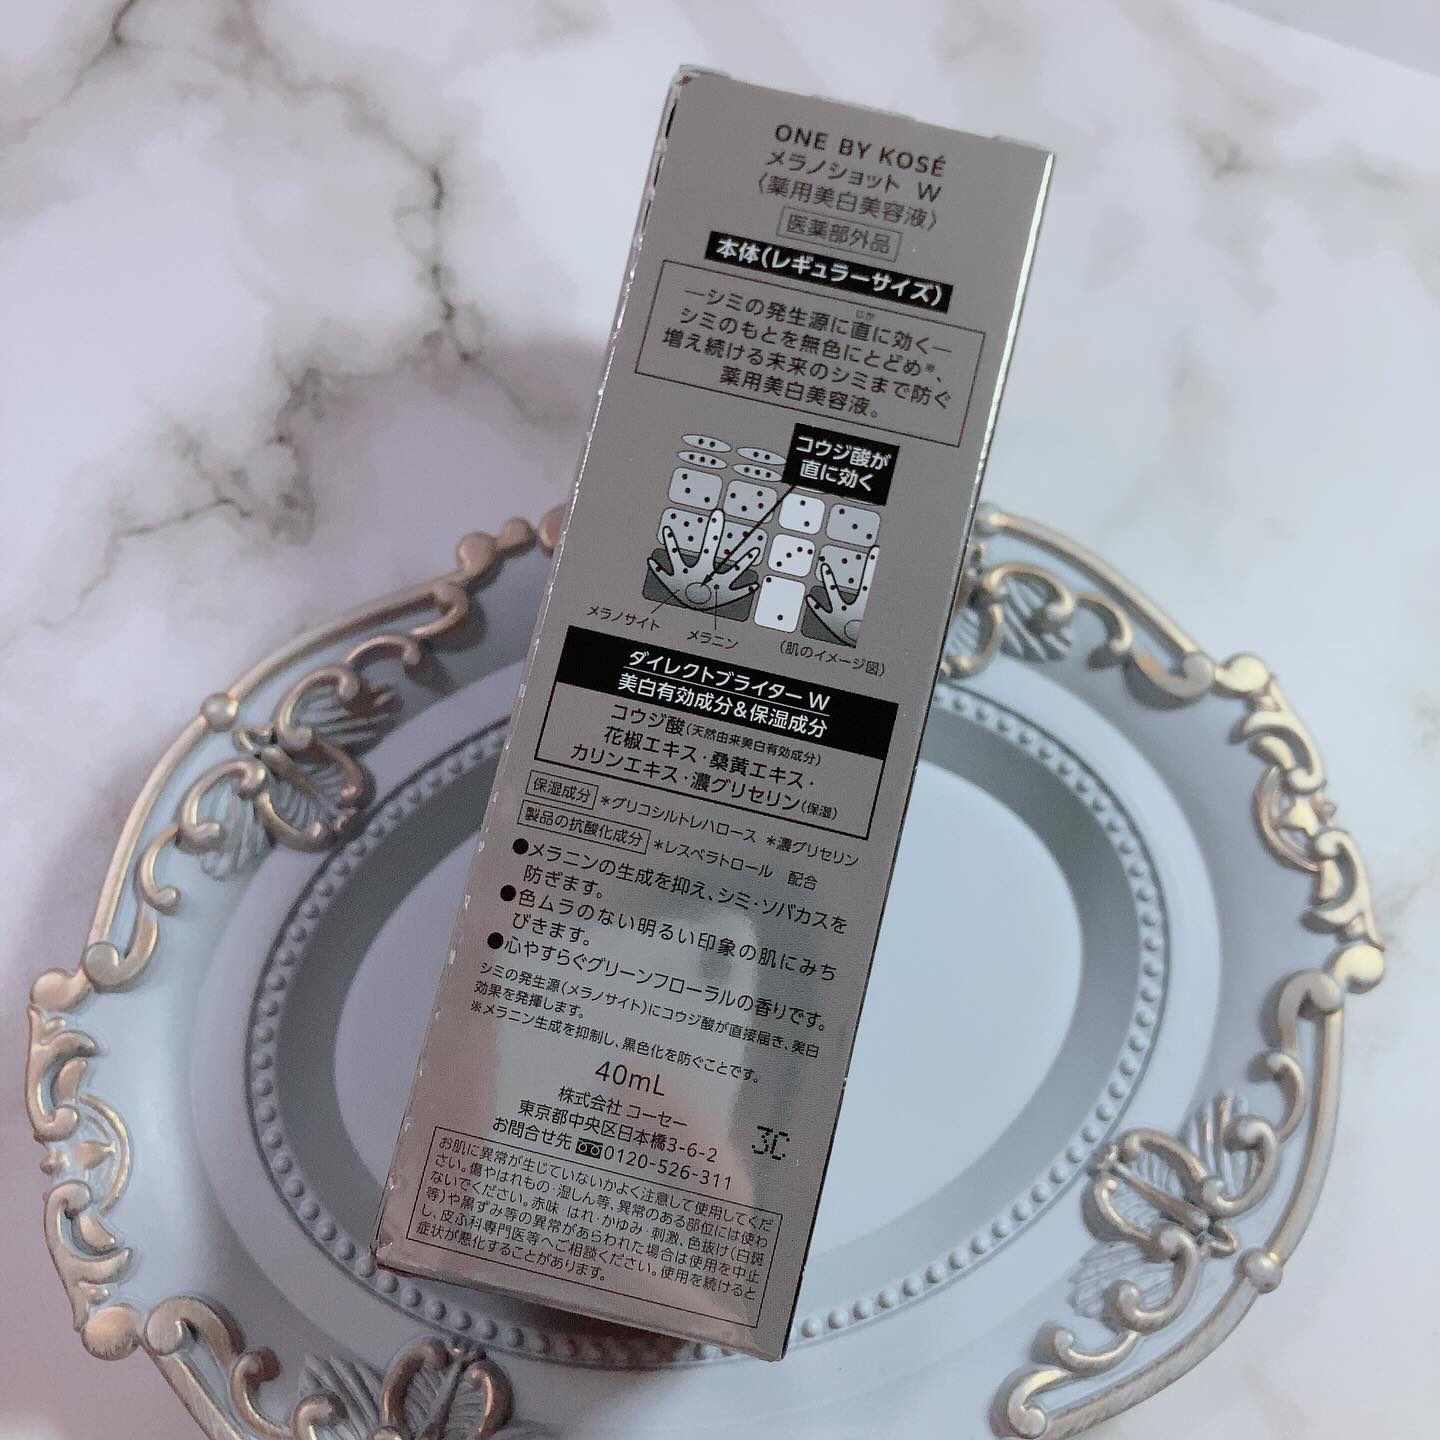 ONE BY KOSÉ
メラノショット W
〈薬用美白美容液〉
医薬部外品
本体(レギュラーサイズ)
―シミの発生源に直に効く―
じか
シミのもとを無色にとどめ※、
増え続ける未来のシミまで防ぐ
薬用美白美容液。
コウジ酸が
直に効く
メラノサイト
メラニン
(肌のイメージ図)
ダイレクトブライター W
美白有効成分&保湿成分
コウジ酸(天然由来美白有効成分)
花椒エキス・桑黄エキス・
カリンエキス・濃グリセリン(保湿)
保湿成分 *グリコシルトレハロース *濃グリセリン
製品の抗酸化成分 *レスベラトロール 配合
●メラニンの生成を抑え、シミ・ソバカスを
防ぎます。
●色ムラのない明るい印象の肌にみち
びきます。
●心やすらぐグリーンフローラルの香りです。
シミの発生源(メラノサイト)にコウジ酸が直接届き、美白
効果を発揮します。
※メラニン生成を抑制し、黒色化を防ぐことです。
40mL
株式会社 コーセー
東京都中央区日本橋3-6-2
お問合せ先 0120-526-311
3C
お肌に異常が生じていないかよく注意して使用してくだ
さい。傷やはれもの・湿しん等、異常のある部位には使わ
ないでください。赤味・はれ・かゆみ・刺激、色抜け(白斑
等)や黒ずみ等の異常があらわれた場合は使用を中止
し、皮ふ科専門医等へご相談ください。使用を続けると
症状が悪化することがあります。